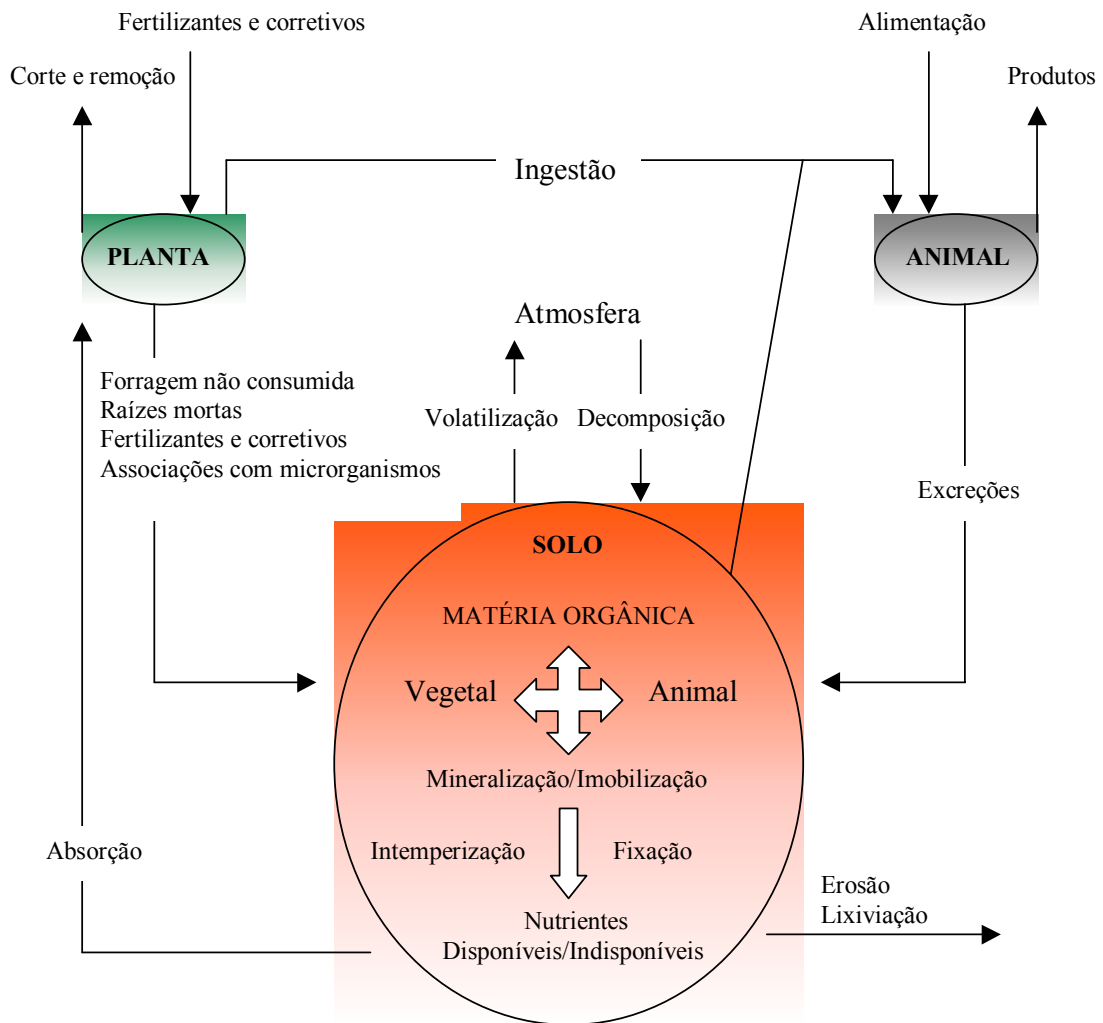 Fertilizantes e corretivos
Alimentação
Corte e remoção
Produtos
Ingestão
PLANTA
ANIMAL
Atmosfera
Forragem não consumida
Raízes mortas
Fertilizantes e corretivos
Associações com microrganismos
Volatilização
Decomposição
Excreções
SOLO
MATÉRIA ORGÂNICA
Vegetal
Animal
Mineralização/Imobilização
Absorção
Intemperização
Fixação
Erosão
Lixiviação
Nutrientes
Disponíveis/Indisponíveis